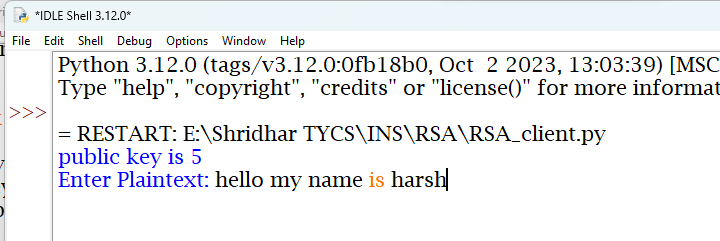 *IDLE Shell 3.12.0*
File Edit Shell Debug Options Window Help
Python 3.12.0 (tags/v3.12.0:0fb18b0, Oct  2 2023, 13:03:39) [MSC
Type "help", "copyright", "credits" or "license()" for more
>>>
= RESTART: E:\Shridhar TYCS\INS\RSA\RSA_client.py
public key is 5
Enter Plaintext: hello my name is harsh